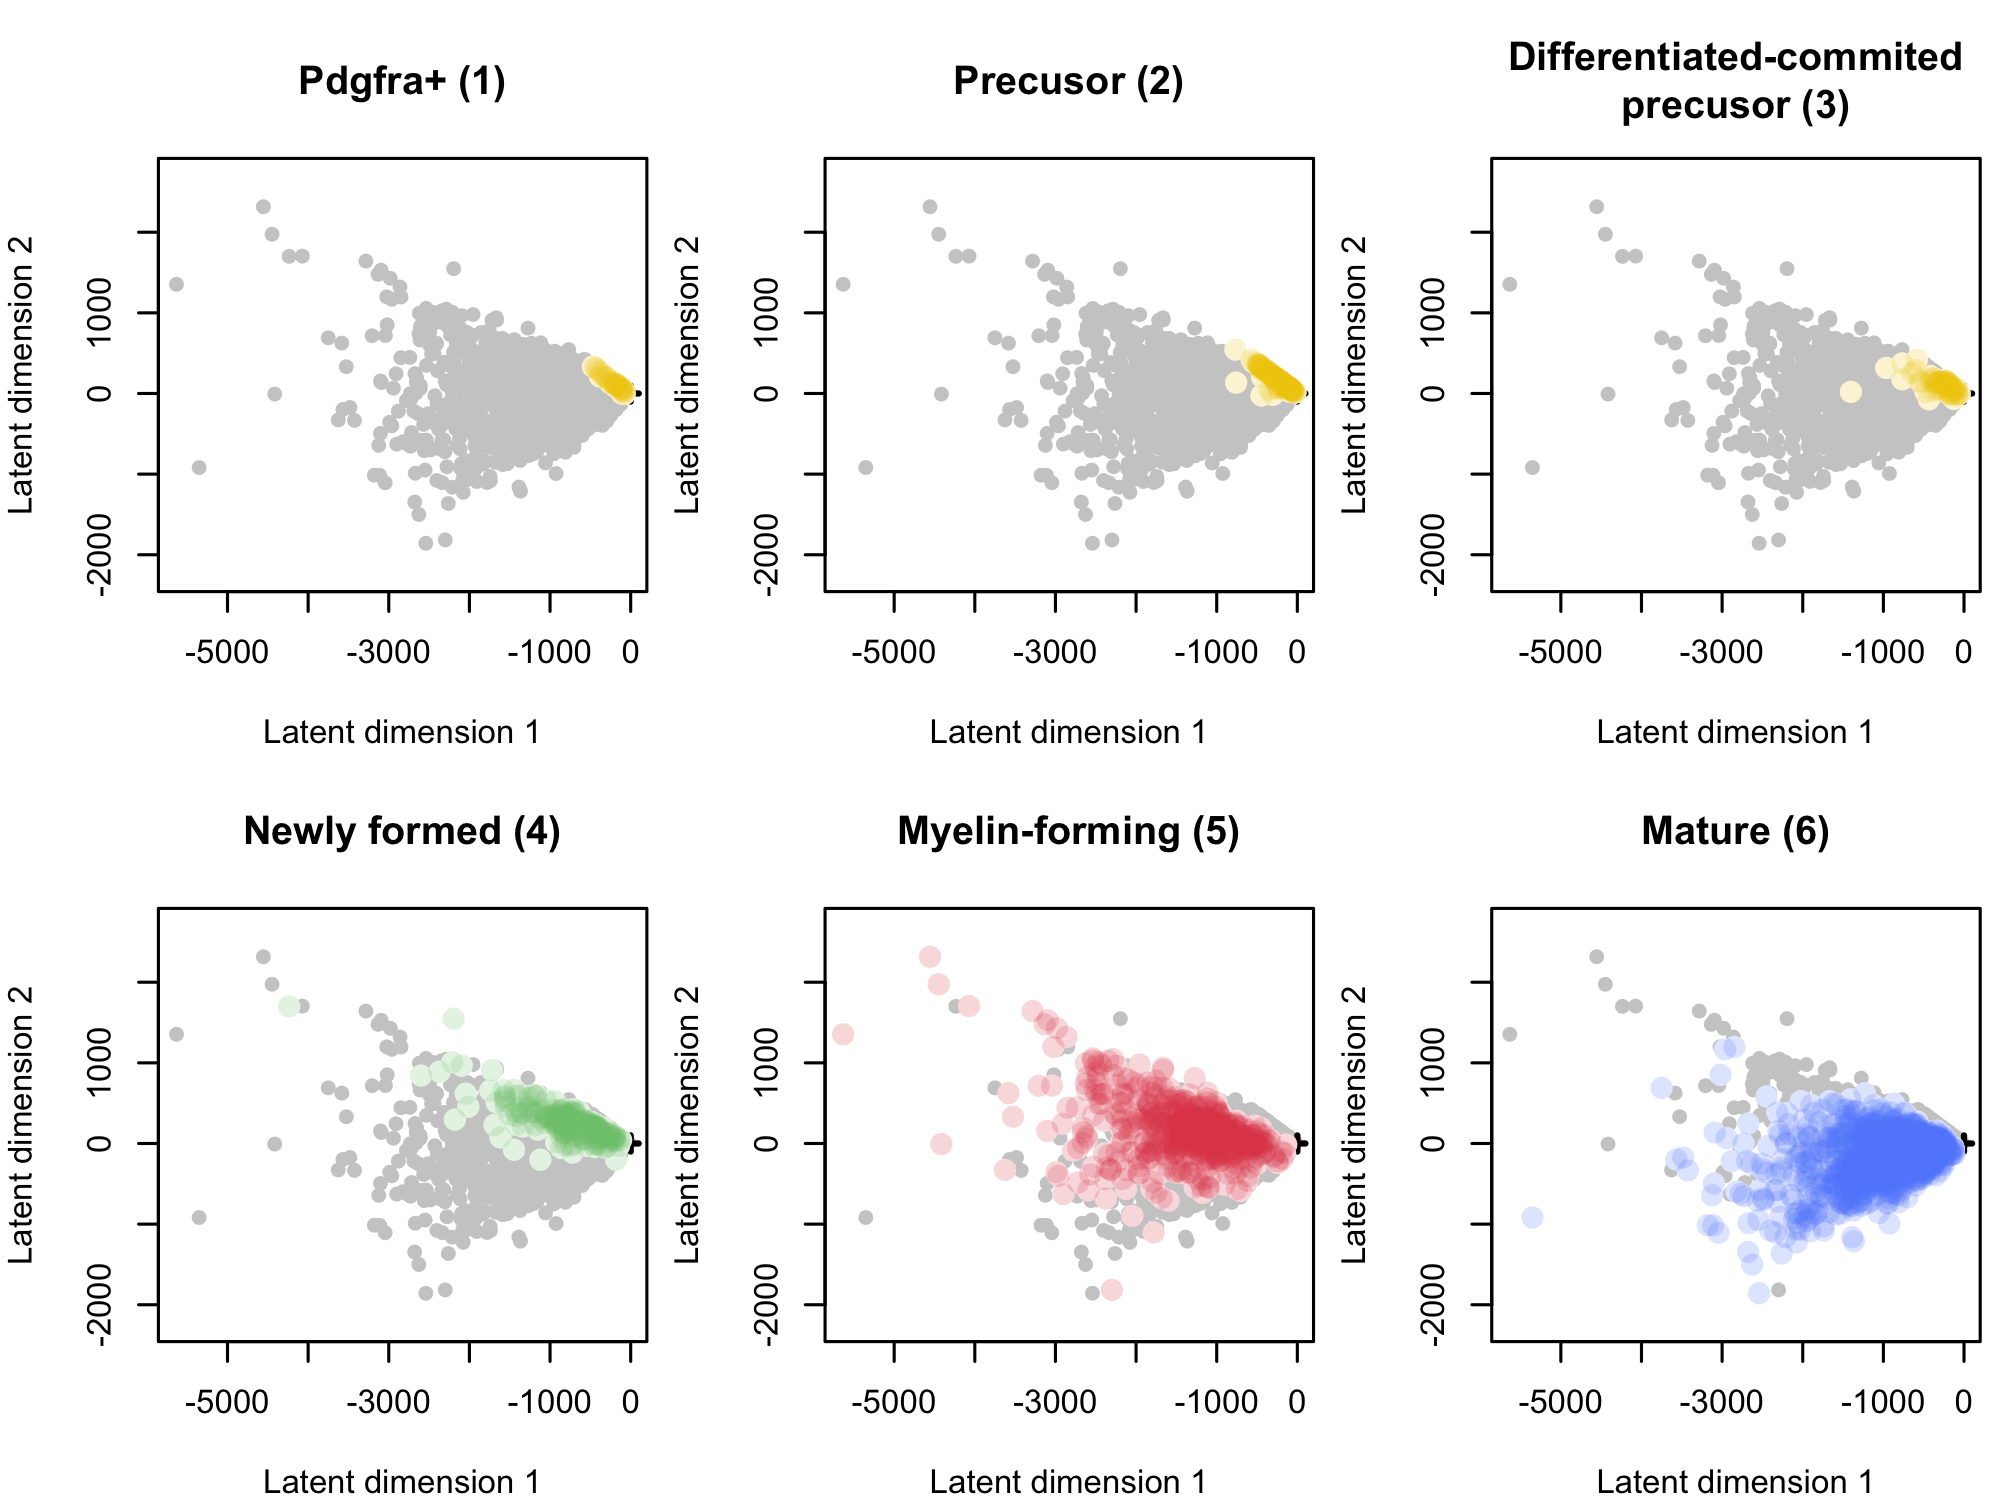 Pdgfra+ (1)
Latent dimension 2
1000
0
-2000
-5000 -3000 -1000 0
Latent dimension 1
Precusor (2)
Latent dimension 2
1000
0
-2000
-5000 -3000 -1000 0
Latent dimension 1
Differentiated-commited
precusor (3)
Latent dimension 2
1000
0
-2000
-5000 -3000 -1000 0
Latent dimension 1
Newly formed (4)
Latent dimension 2
1000
0
-2000
-5000 -3000 -1000 0
Latent dimension 1
Myelin-forming (5)
Latent dimension 2
1000
0
-2000
-5000 -3000 -1000 0
Latent dimension 1
Mature (6)
Latent dimension 2
1000
0
-2000
-5000 -3000 -1000 0
Latent dimension 1